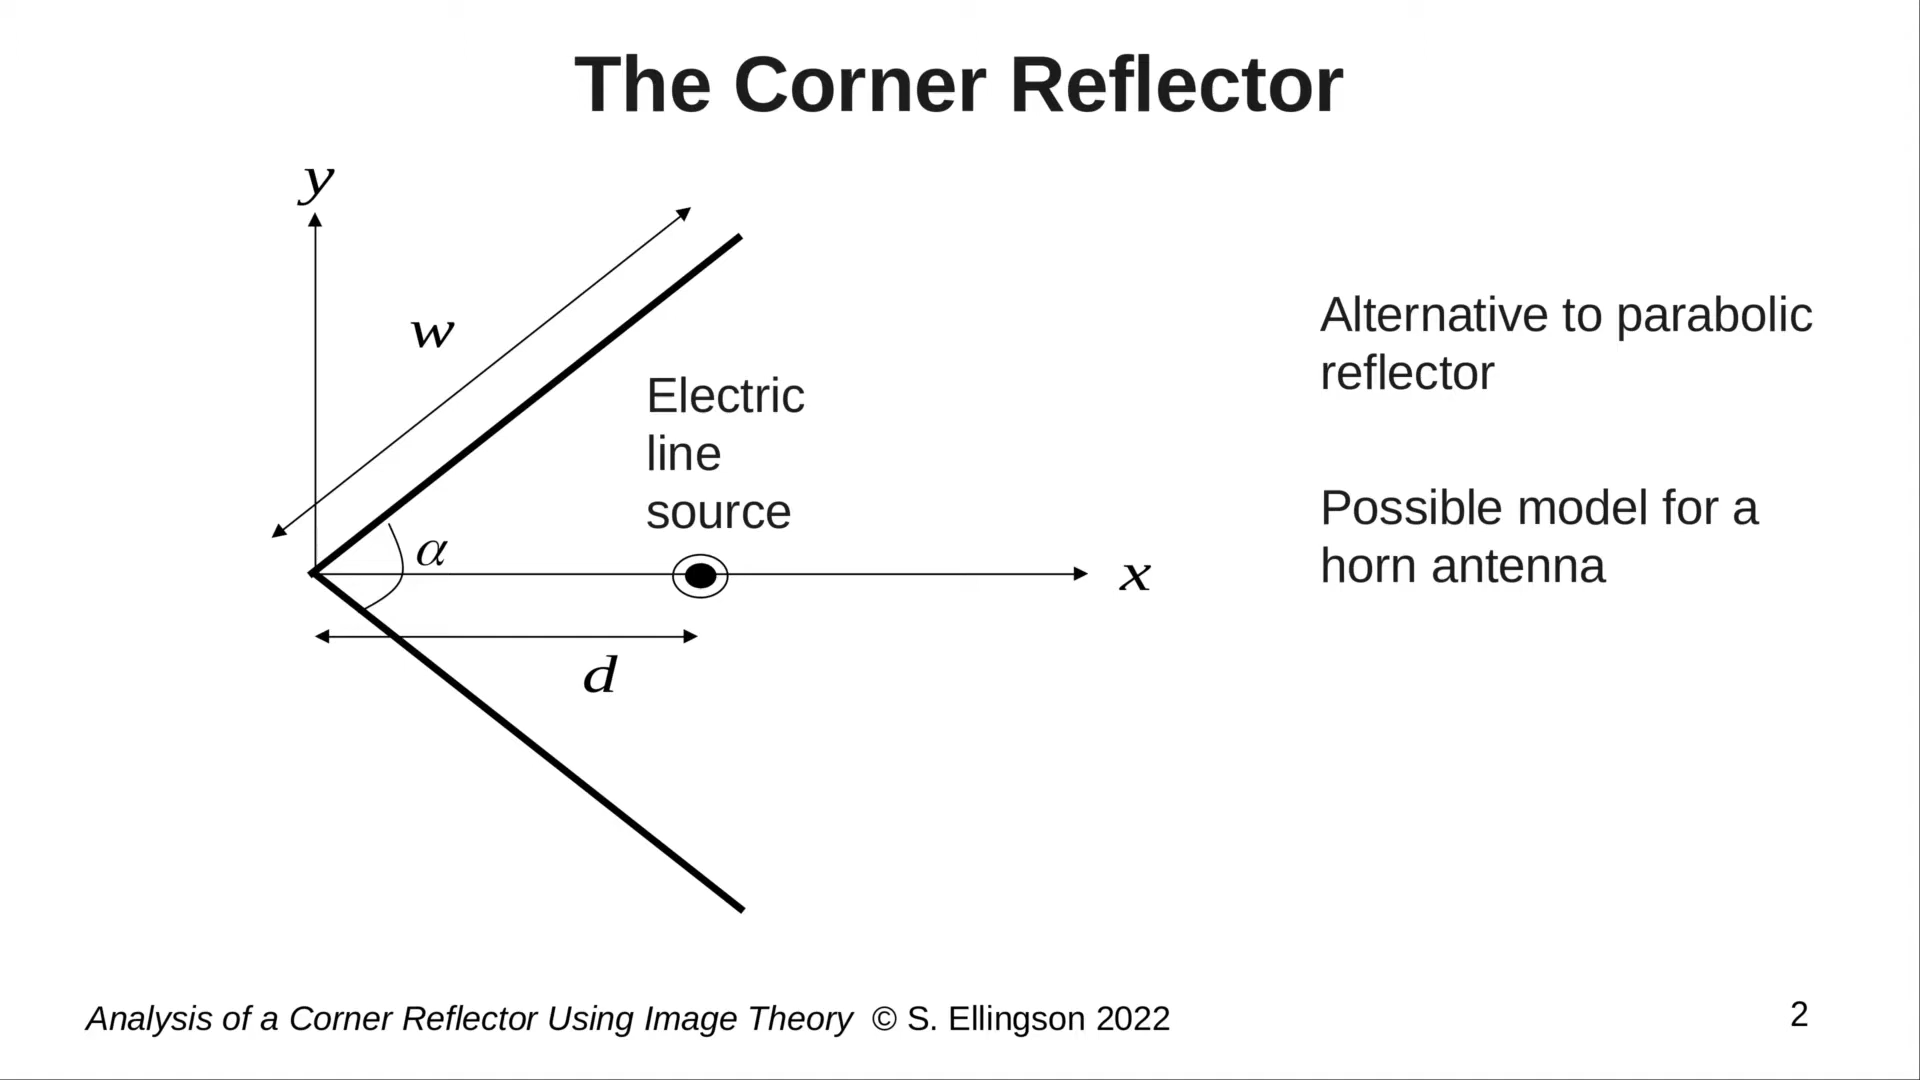 The Corner Reflector
y
w
Electric
line
source
α
x
d
Alternative to parabolic
reflector
Possible model for a
horn antenna
Analysis of a Corner Reflector Using Image Theory © S. Ellingson 2022
2